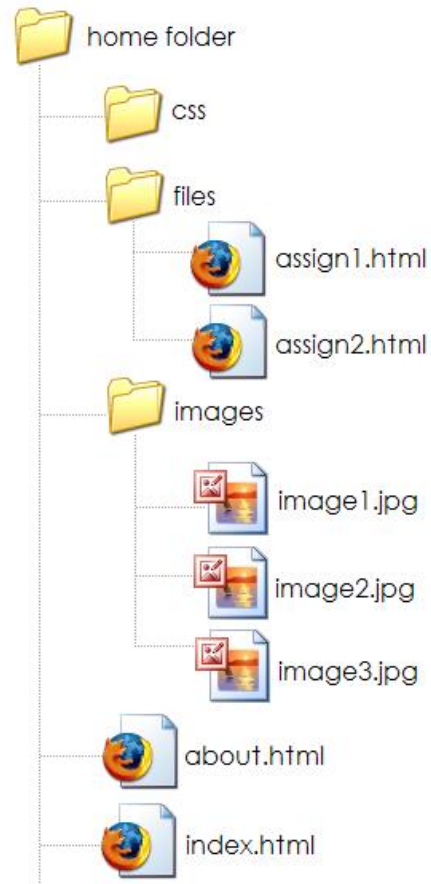 home folder
css
files
assign1.html
assign2.html
images
image1.jpg
image2.jpg
image3.jpg
about.html
index.html